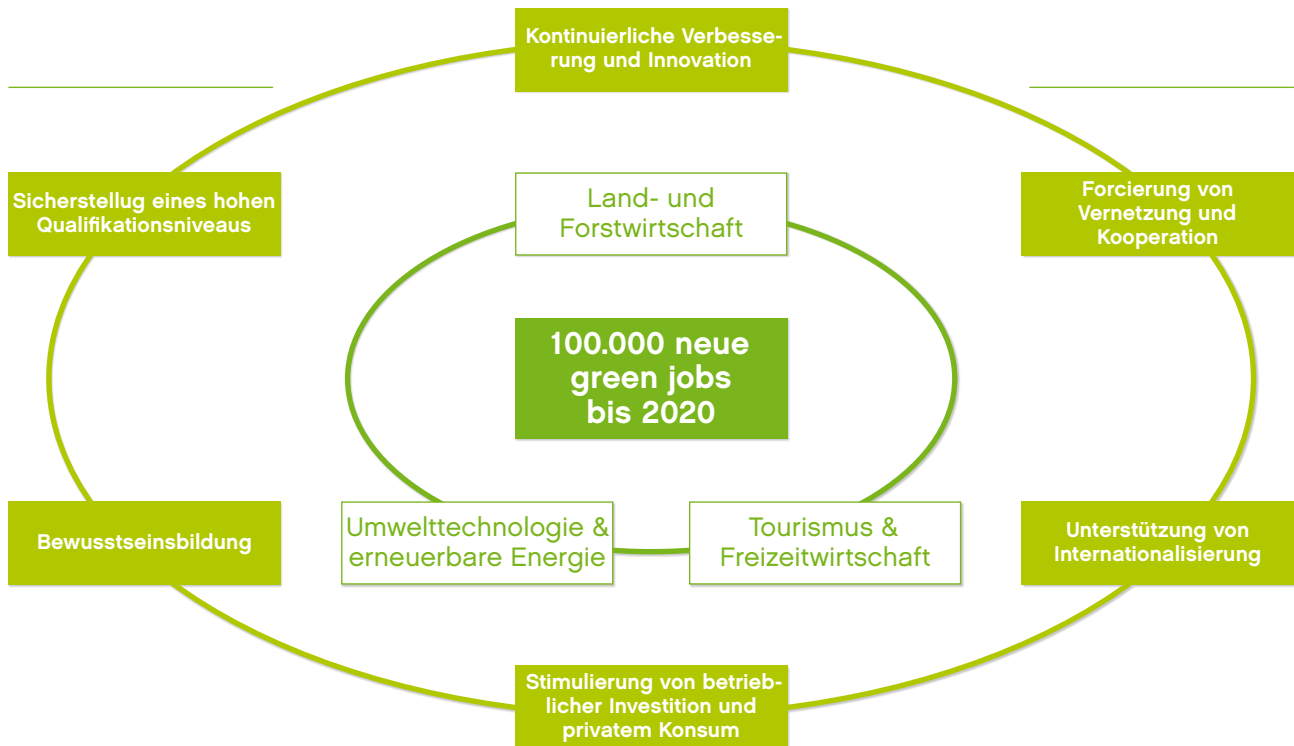 Kontinuierliche Verbesse-
rung und Innovation
Sicherstellug eines hohen
Qualifikationsniveaus
Land- und
Forstwirtschaft
Forcierung von
Vernetzung und
Kooperation
100.000 neue
green jobs
bis 2020
Bewusstseinsbildung
Umwelttechnologie &
erneuerbare Energie
Tourismus &
Freizeitwirtschaft
Unterstützung von
Internationalisierung
Stimulierung von betrieb-
licher Investition und
privatem Konsum